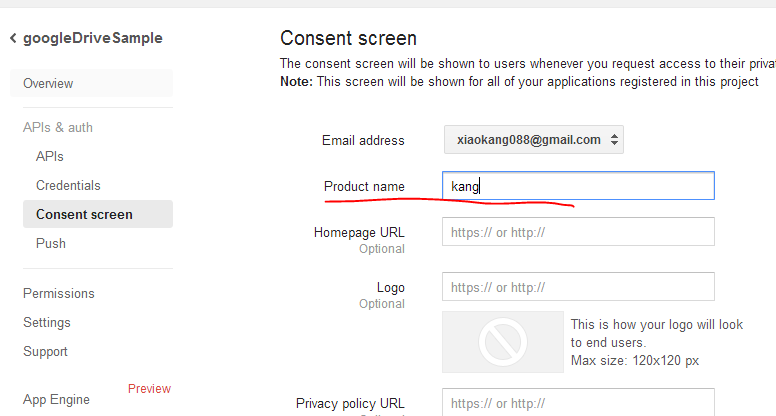 googleDriveSample
Overview
APIs & auth
APIs
Credentials
Consent screen
Push
Permissions
Settings
Support
App Engine
Preview
Consent screen
The consent screen will be shown to users whenever you request access to their priva
Note: This screen will be shown for all of your applications registered in this project
Email address
xiaokang088@gmail.com
Product name
kang
Homepage URL
Optional
https:// or http://
Logo
Optional
https:// or http://
This is how your logo will look
to end users.
Max size: 120x120 px
Privacy policy URL
https:// or http://